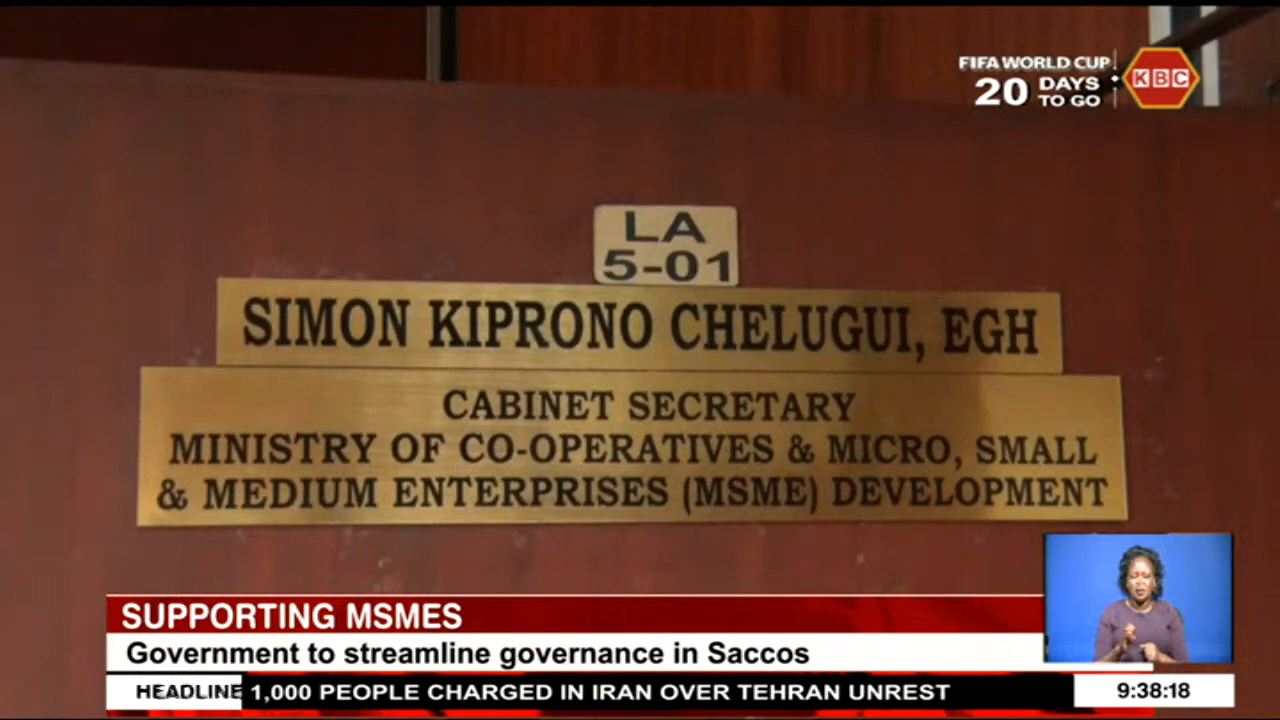 FIFA WORLD CUP
20 DAYS TO GO
KBC
LA
5-01
SIMON KIPRONO CHELUGUI, EGH
CABINET SECRETARY
MINISTRY OF CO-OPERATIVES & MICRO, SMALL
& MEDIUM ENTERPRISES (MSME) DEVELOPMENT
SUPPORTING MSMES
Government to streamline governance in Saccos
HEADLINE 1,000 PEOPLE CHARGED IN IRAN OVER TEHRAN UNREST
9:38:18